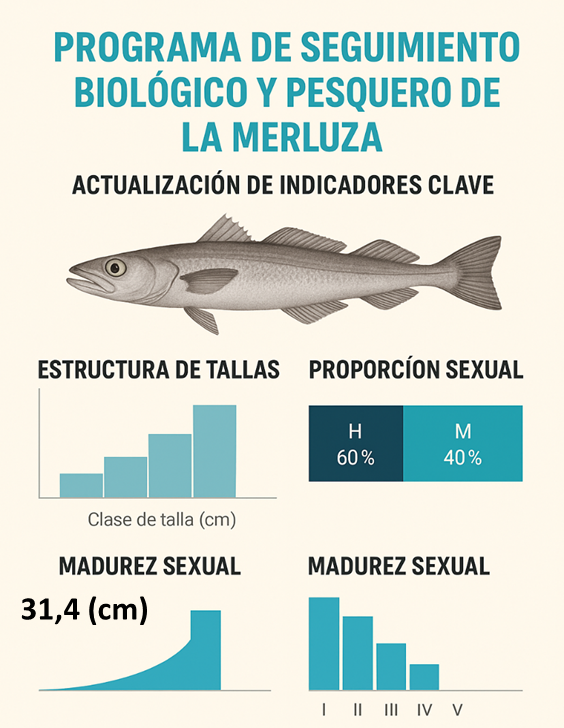 PROGRAMA DE SEGUIMIENTO
BIOLÓGICO Y PESQUERO DE
LA MERLUZA
ACTUALIZACIÓN DE INDICADORES CLAVE
ESTRUCTURA DE TALLAS
Clase de talla (cm)
PROPORCÍON SEXUAL
H
60 %
M
40 %
MADUREZ SEXUAL
31,4 (cm)
MADUREZ SEXUAL
I II III IV V